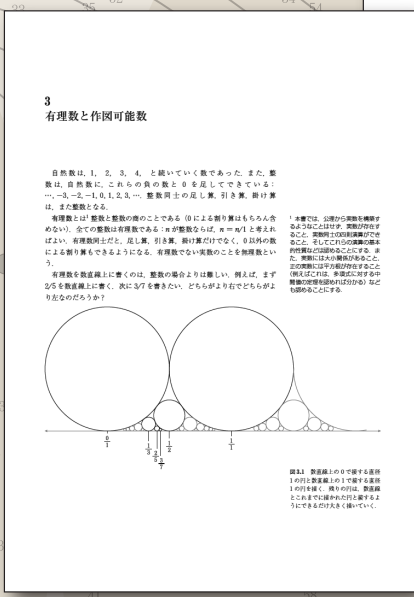 3
有理数と作図可能数
自然数は, 1, 2, 3, 4, と続いていく数であった. また, 整
数は, 自然数に, これらの負の数と 0 を足してできている:
…, −3, −2, −1, 0, 1, 2, 3, …. 整数同士の足し算, 引き算, 掛け算
は, また整数となる.
有理数とは¹ 整数と整数の商のことである (0 による割り算はもちろん含
めない). 全ての整数は有理数である: n が整数ならば, n = n/1 と考えれ
ばよい. 有理数同士だと, 足し算, 引き算, 掛け算だけでなく, 0 以外の数
による割り算もできるようになる. 有理数でない実数のことを無理数とい
う.
有理数を数直線上に書くのは, 整数の場合よりは難しい. 例えば, まず
2/5 を数直線上に書く. 次に 3/7 を書きたい. どちらがより右でどちらがよ
り左なのだろうか?
¹ 本書では, 公理から実数を構築す
るようなことはせず, 実数が存在す
ること, 実数同士の四則演算ができ
ること, そしてこれらの演算の基本
的性質などは認めることにする. ま
た, 実数には大小関係があること,
正の実数には平方根が存在すること
(例えばこれは, 多項式に対する中
間値の定理を認めれば分かる) など
も認めることにする.
0/1 1/3 2/5 3/7 1/2 1/1
図3.1 数直線上の 0 で接する直径
1 の円と数直線上の 1 で接する直径
1 の円を描く. 残りの円は, 数直線
とこれまでに描かれた円と接するよ
うにできるだけ大きく描いていく.